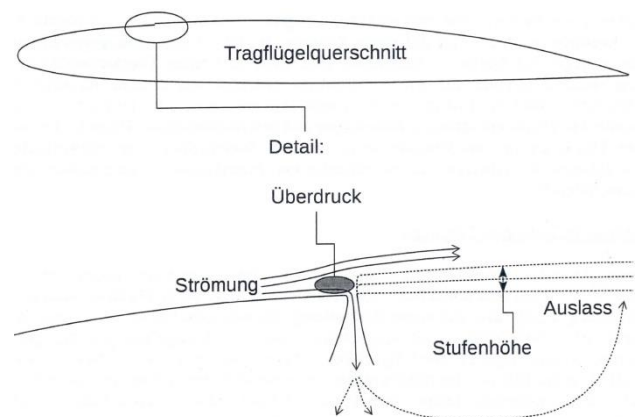 Tragflügelquerschnitt
Detail:
Überdruck
Strömung
Auslass
Stufenhöhe